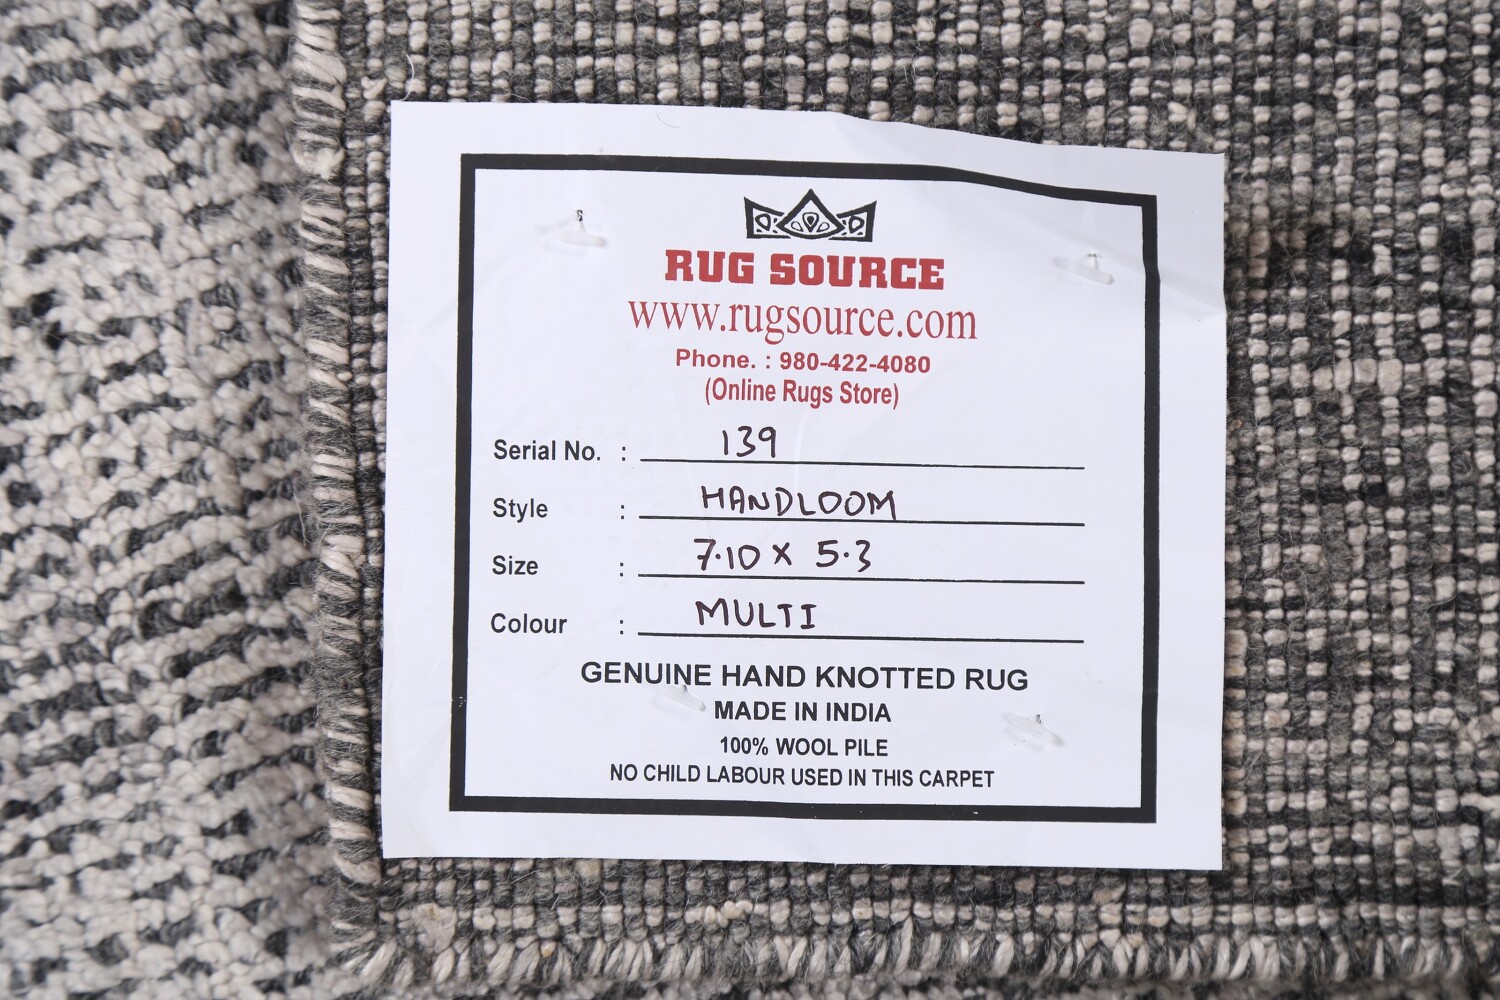 RUG SOURCE
www.rugsource.com
Phone. : 980-422-4080
(Online Rugs Store)
Serial No. : 139
Style : HANDLOOM
Size : 7.10 x 5.3
Colour : MULTI
GENUINE HAND KNOTTED RUG
MADE IN INDIA
100% WOOL PILE
NO CHILD LABOUR USED IN THIS CARPET